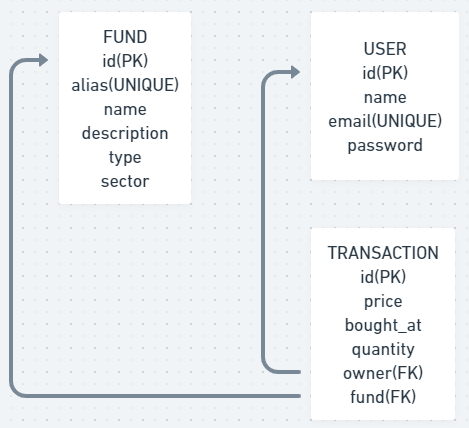 FUND
id(PK)
alias(UNIQUE)
name
description
type
sector
USER
id(PK)
name
email(UNIQUE)
password
TRANSACTION
id(PK)
price
bought_at
quantity
owner(FK)
fund(FK)